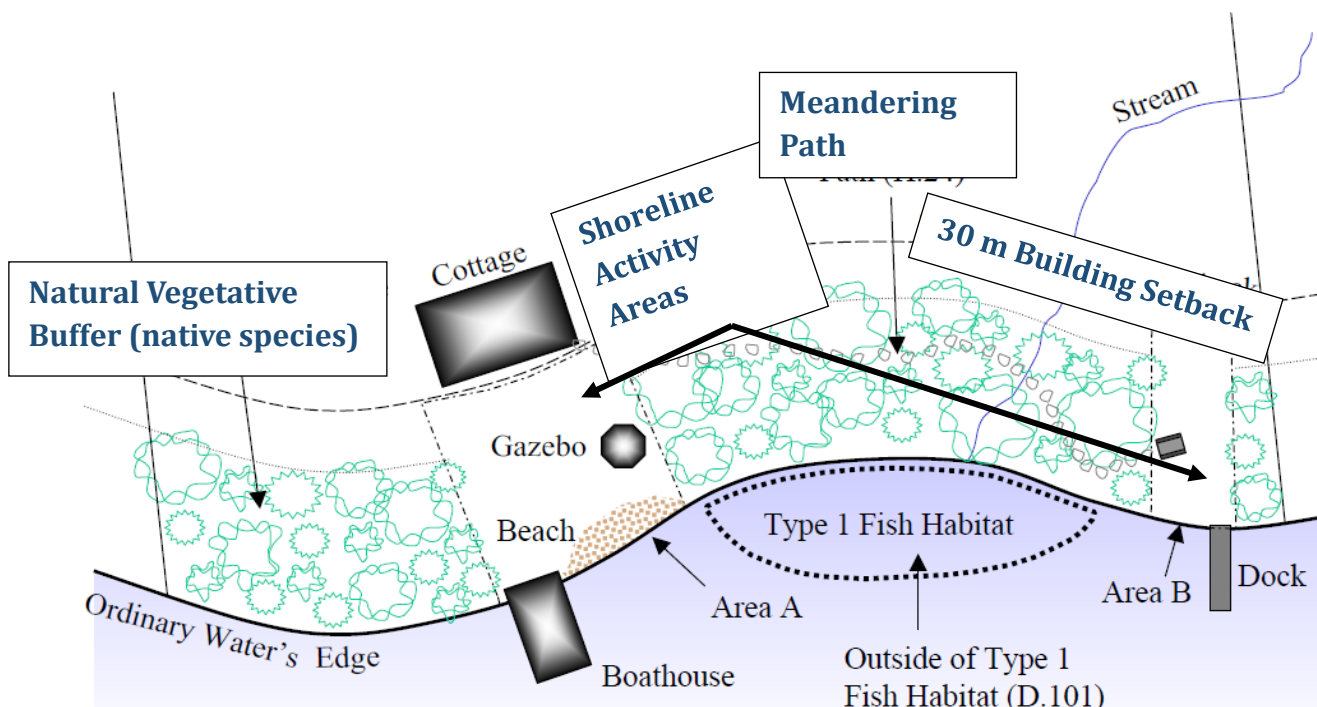 Meandering
Path
Stream
Shoreline
Activity
Areas
30 m Building Setback
Cottage
Natural Vegetative
Buffer (native species)
Gazebo
Beach
Type 1 Fish Habitat
Area A
Area B
Dock
Ordinary Water's Edge
Boathouse
Outside of Type 1
Fish Habitat (D.101)